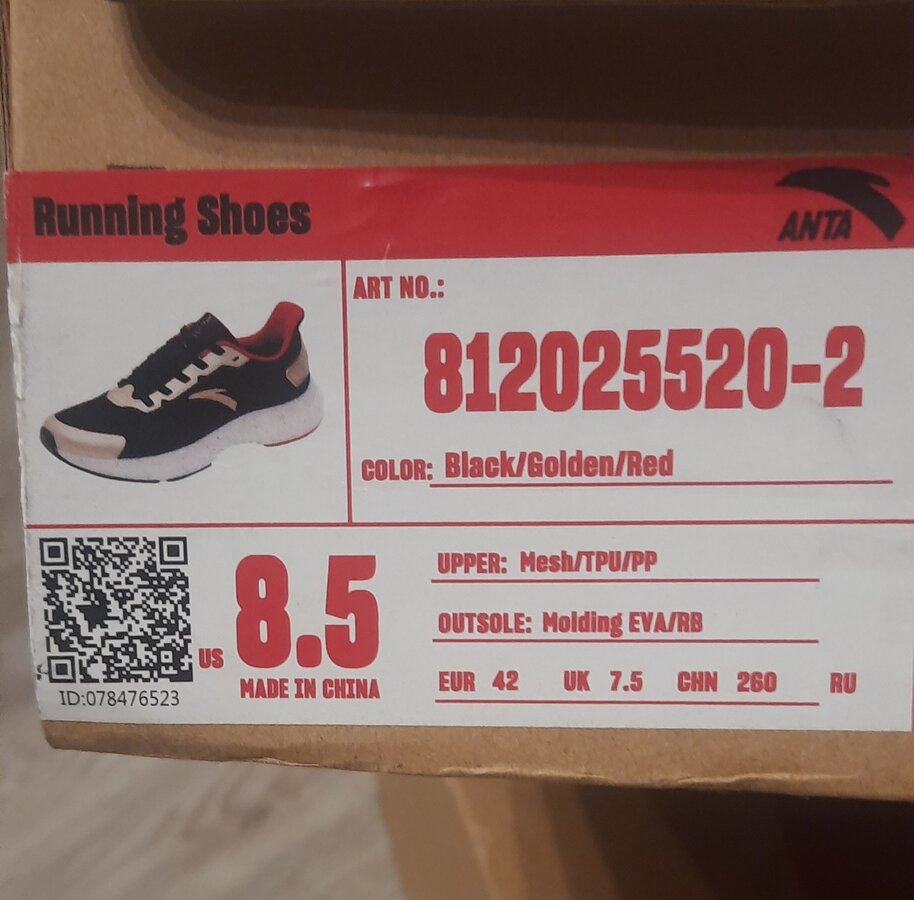 Running Shoes
ANTA
ART NO.:
812025520-2
COLOR: Black/Golden/Red
UPPER: Mesh/TPU/PP
OUTSOLE: Molding EVA/RB
US 8.5
MADE IN CHINA
EUR 42 UK 7.5 CHN 260 RU
ID:078476523